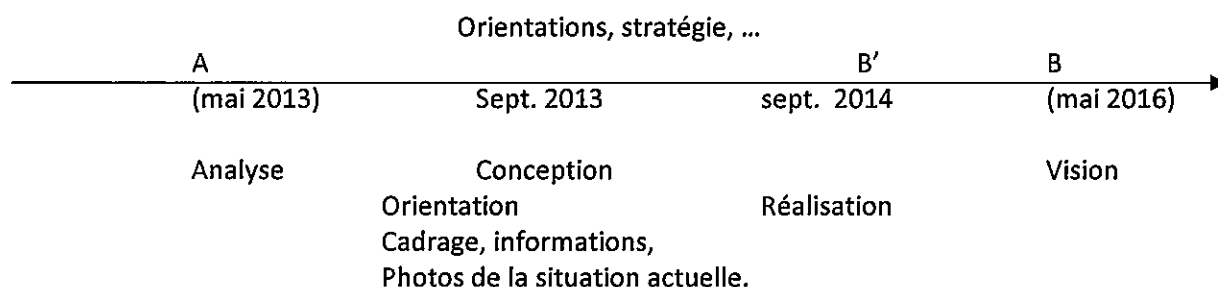 Orientations, stratégie, ...
A B' B
(mai 2013) Sept. 2013 sept. 2014 (mai 2016)
Analyse Conception Vision
Orientation Réalisation
Cadrage, informations,
Photos de la situation actuelle.